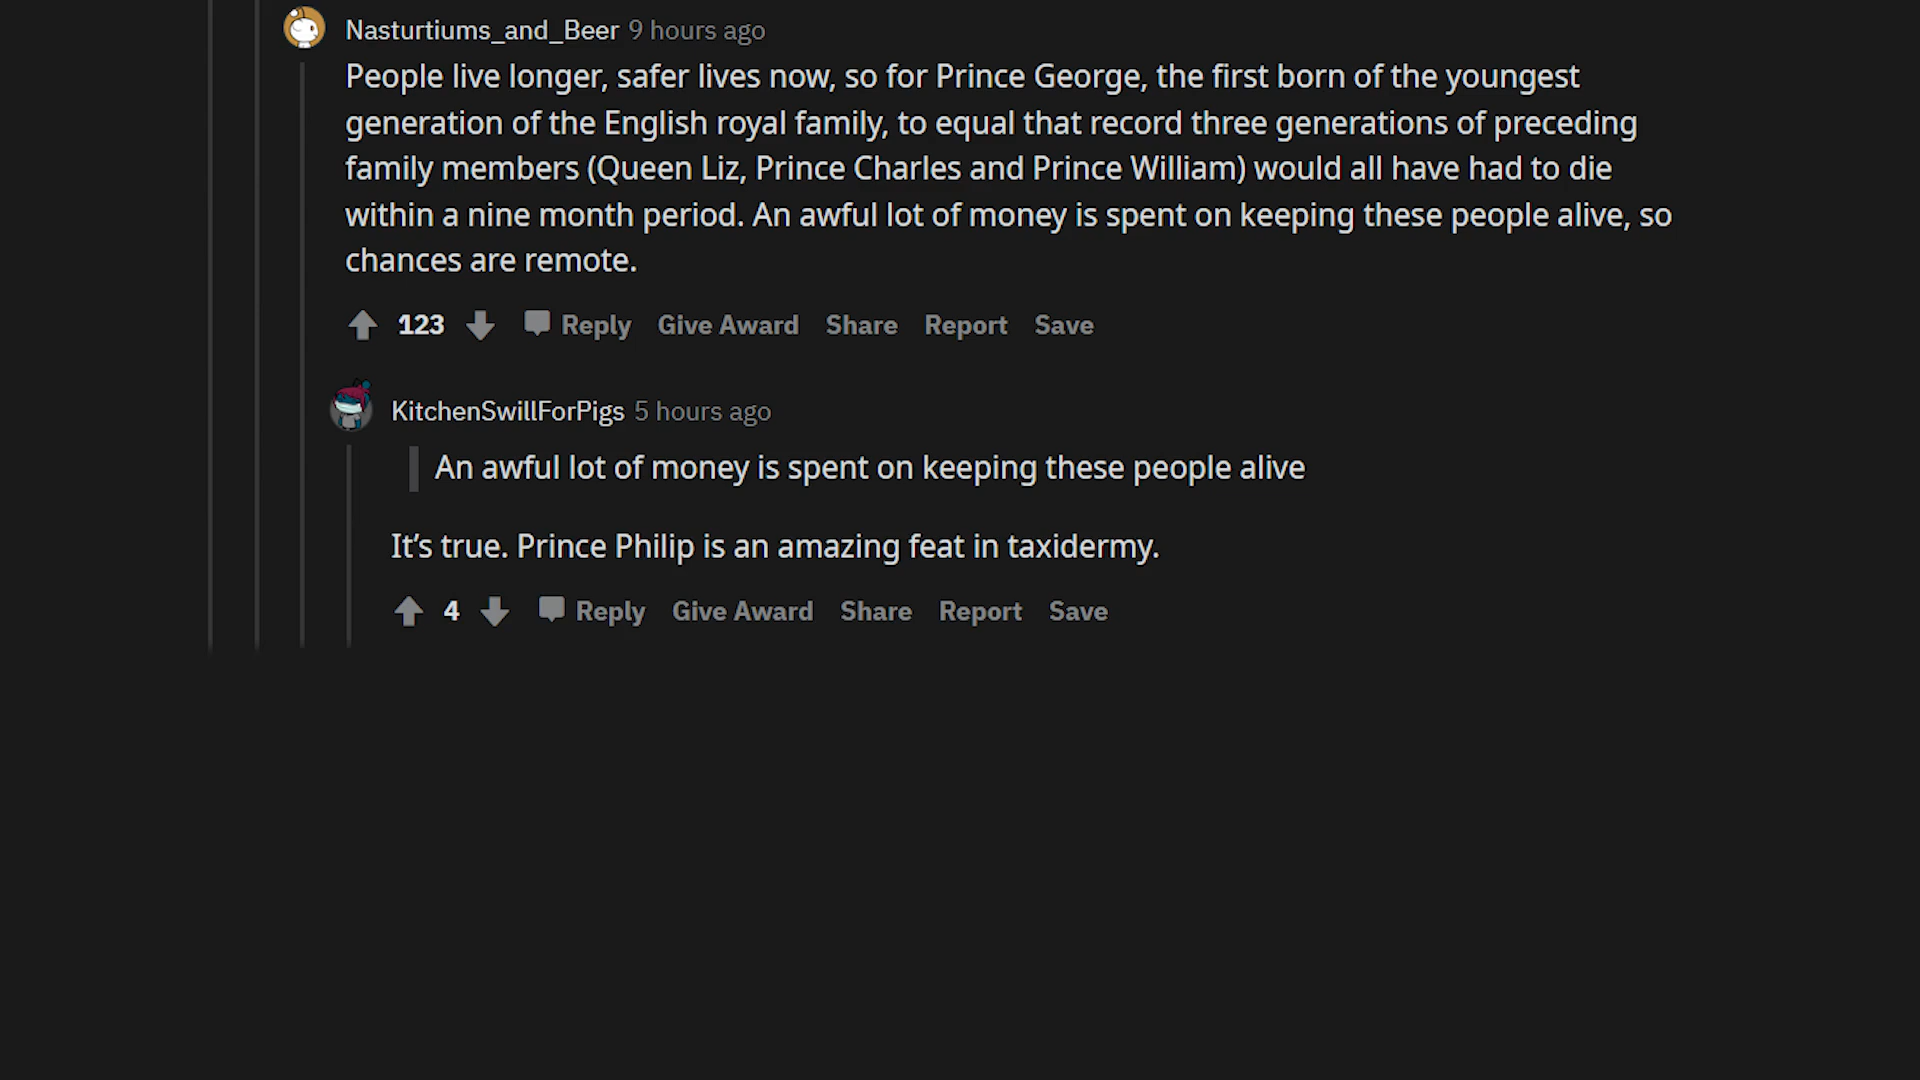 Nasturtiums_and_Beer 9 hours ago
People live longer, safer lives now, so for Prince George, the first born of the youngest
generation of the English royal family, to equal that record three generations of preceding
family members (Queen Liz, Prince Charles and Prince William) would all have had to die
within a nine month period. An awful lot of money is spent on keeping these people alive, so
chances are remote.
123 Reply Give Award Share Report Save
KitchenSwillForPigs 5 hours ago
An awful lot of money is spent on keeping these people alive
It’s true. Prince Philip is an amazing feat in taxidermy.
4 Reply Give Award Share Report Save